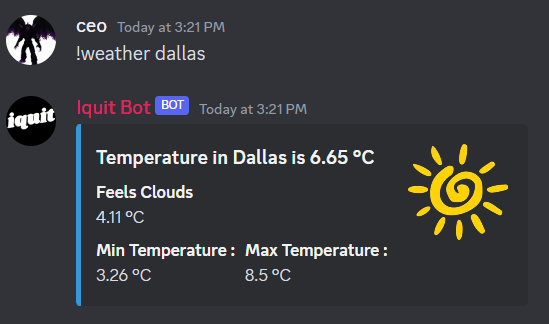 ceo Today at 3:21 PM
!weather dallas
iquit
Iquit Bot BOT Today at 3:21 PM
Temperature in Dallas is 6.65 °C
Feels Clouds
4.11 °C
Min Temperature : Max Temperature :
3.26 °C 8.5 °C